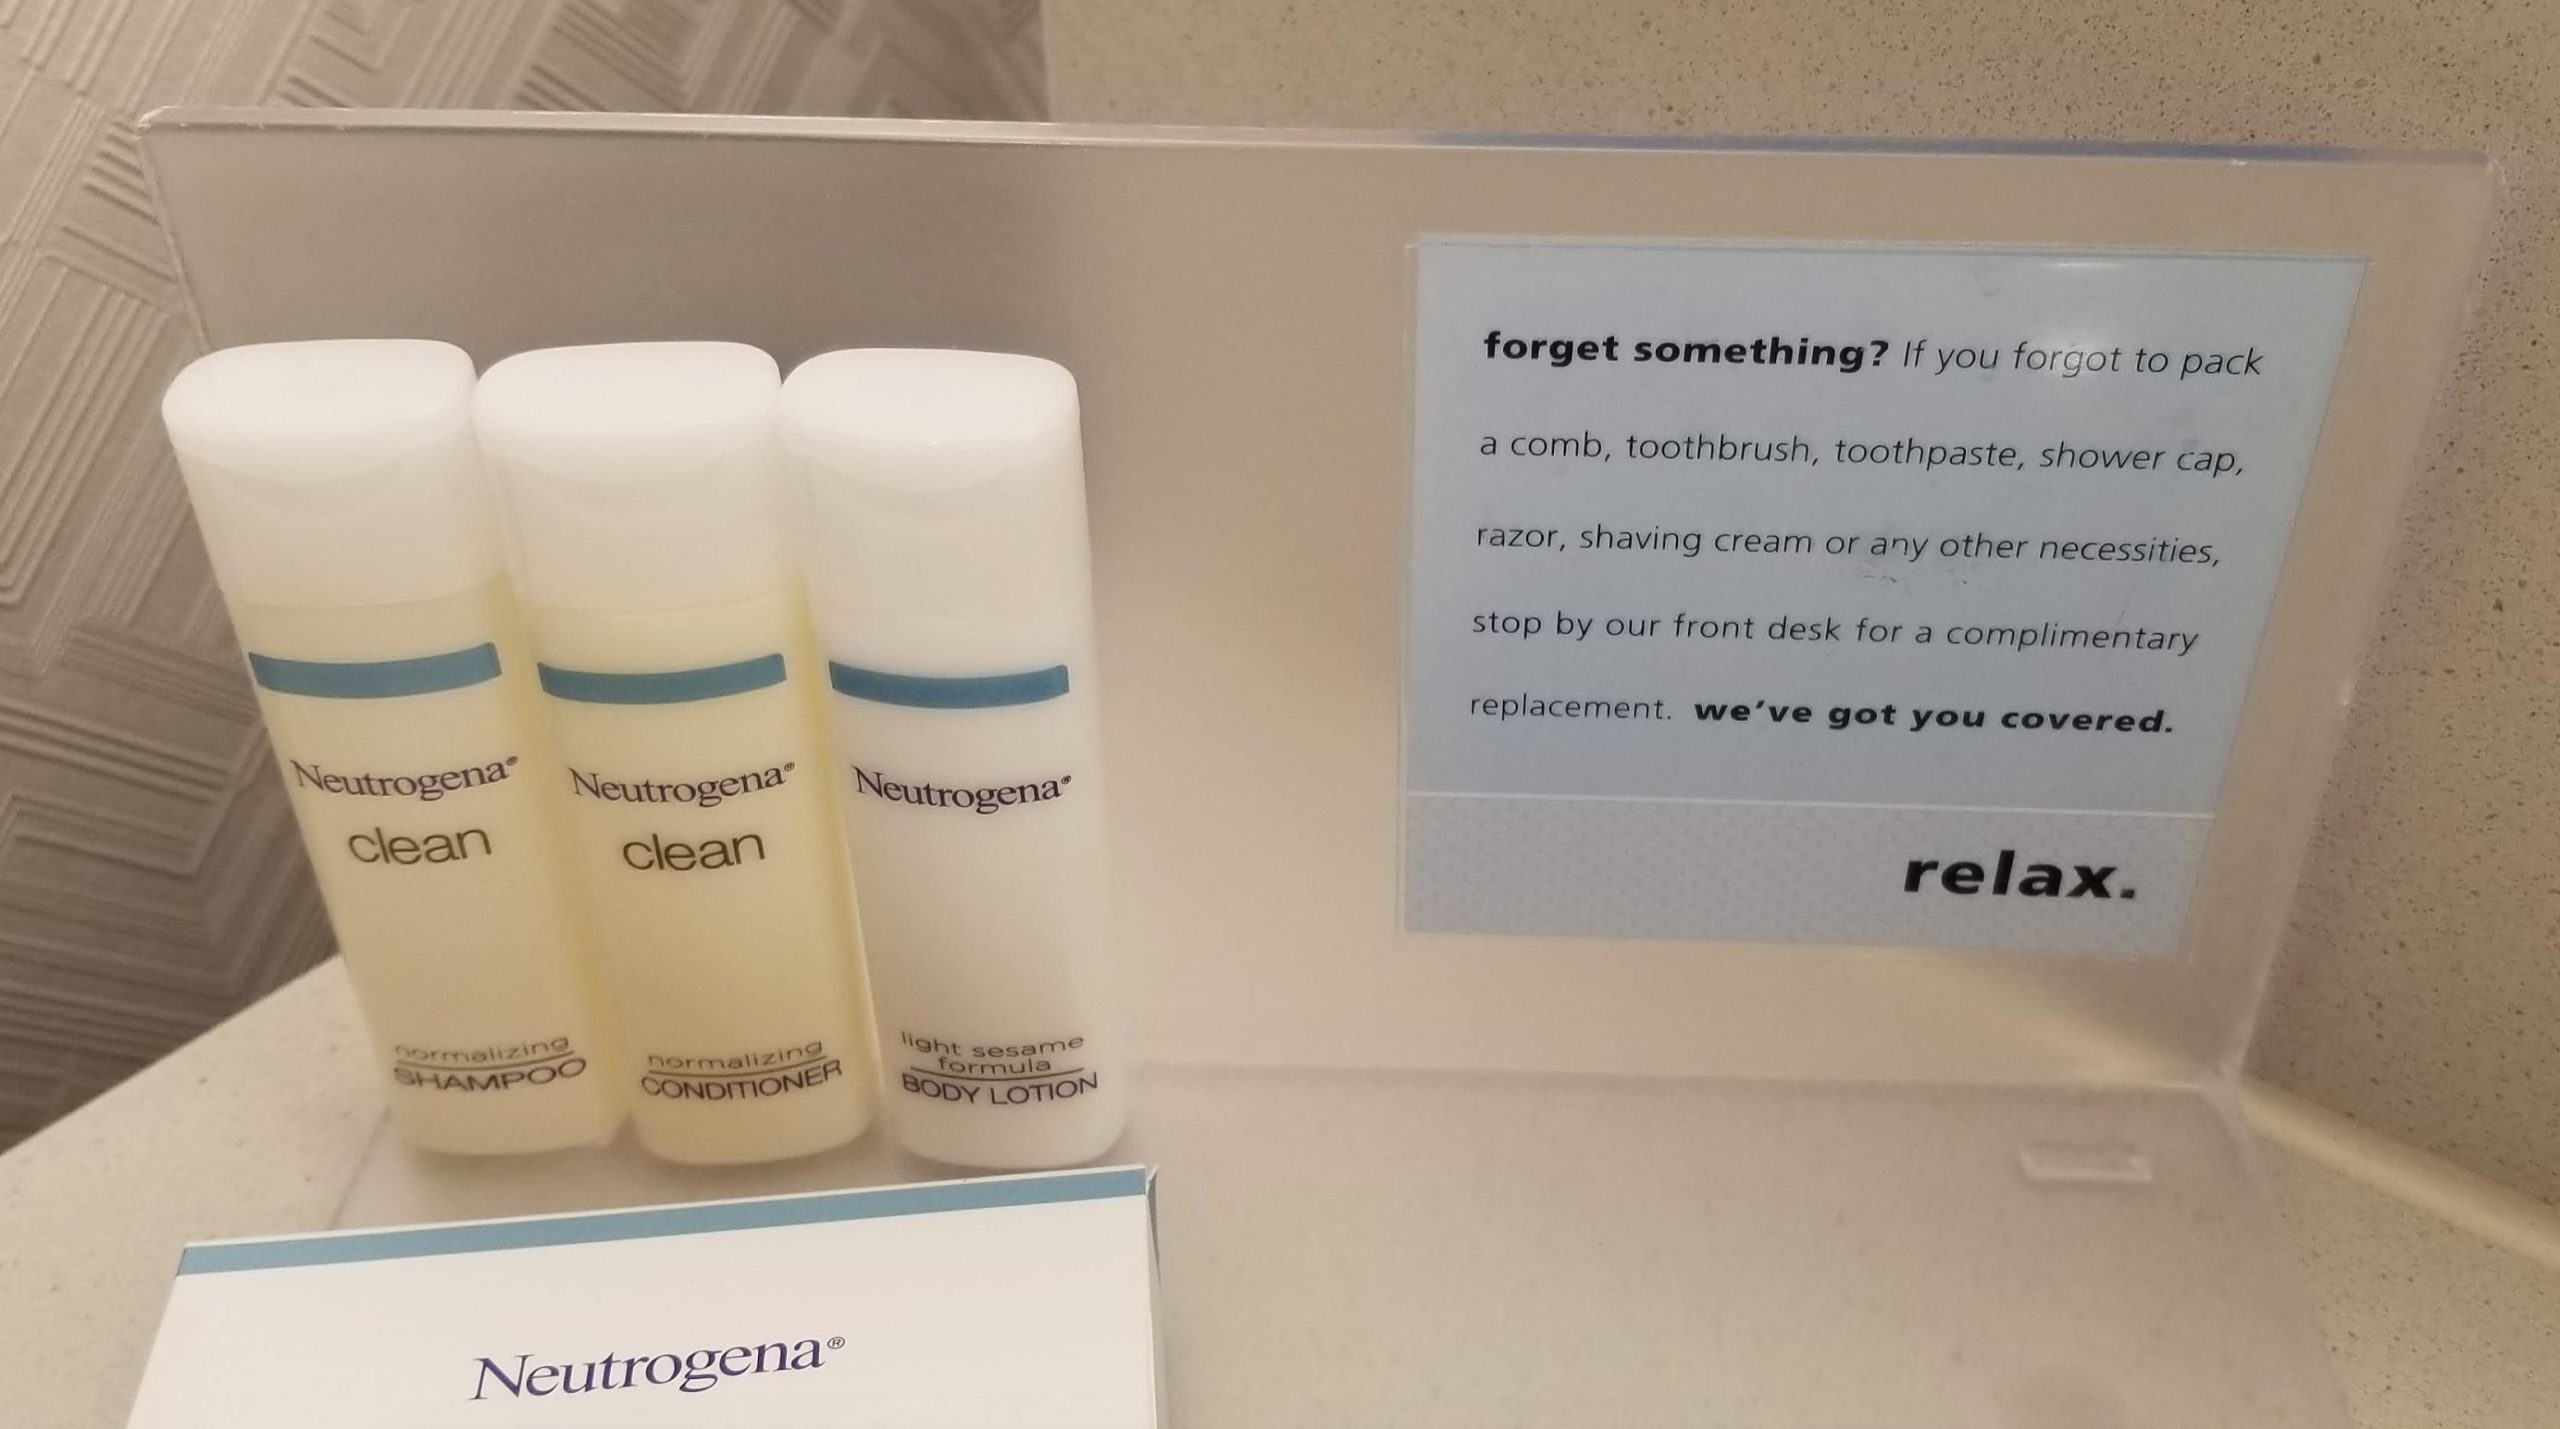 Neutrogena®
clean
normalizing
SHAMPOO
Neutrogena®
clean
normalizing
CONDITIONER
Neutrogena®
light sesame
formula
BODY LOTION
Neutrogena®
forget something? If you forgot to pack
a comb, toothbrush, toothpaste, shower cap,
razor, shaving cream or any other necessities,
stop by our front desk for a complimentary
replacement. we've got you covered.
relax.